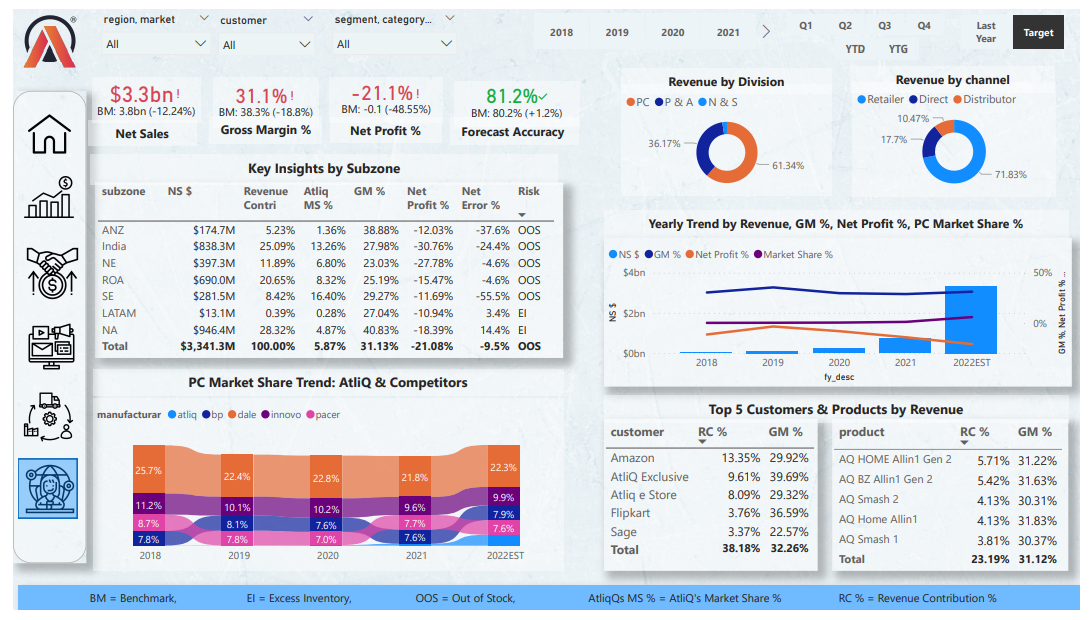 region, market
customer
segment, category...
All
All
All
2018 2019 2020 2021
Q1 Q2 Q3 Q4
YTD YTG
Last
Year
Target
$3.3bn!
BM: 3.8bn (-12.24%)
Net Sales
31.1%!
BM: 38.3% (-18.8%)
Gross Margin %
-21.1%!
BM: -0.1 (-48.55%)
Net Profit %
81.2%✓
BM: 80.2% (+1.2%)
Forecast Accuracy
Revenue by Division
PC P & A N & S
36.17%
61.34%
Revenue by channel
Retailer Direct Distributor
10.47%
17.7%
71.83%
Key Insights by Subzone
subzone NS $ Revenue Contri Atliq MS % GM % Net Profit % Net Error % Risk
ANZ $174.7M 5.23% 1.36% 38.88% -12.03% -37.6% OOS
India $838.3M 25.09% 13.26% 27.98% -30.76% -24.4% OOS
NE $397.3M 11.89% 6.80% 23.03% -27.78% -4.6% OOS
ROA $690.0M 20.65% 8.32% 25.19% -15.47% -4.6% OOS
SE $281.5M 8.42% 16.40% 29.27% -11.69% -55.5% OOS
LATAM $13.1M 0.39% 0.28% 27.04% -10.94% 3.4% EI
NA $946.4M 28.32% 4.87% 40.83% -18.39% 14.4% EI
Total $3,341.3M 100.00% 5.87% 31.13% -21.08% -9.5% OOS
Yearly Trend by Revenue, GM %, Net Profit %, PC Market Share %
NS $ GM % Net Profit % Market Share %
$4bn
$2bn
$0bn
NS $
50%
0%
GM %, Net Profit % ...
2018 2019 2020 2021 2022EST
fy_desc
PC Market Share Trend: AtliQ & Competitors
manufacturar atliq bp dale innovo pacer
25.7% 22.4% 22.8% 21.8% 22.3%
11.2% 10.1% 10.2% 9.6% 9.9%
8.7% 8.1% 7.6% 7.7% 7.9%
7.8% 7.8% 7.0% 7.6% 7.6%
2018 2019 2020 2021 2022EST
Top 5 Customers & Products by Revenue
customer RC % GM %
Amazon 13.35% 29.92%
AtliQ Exclusive 9.61% 39.69%
Atliq e Store 8.09% 29.32%
Flipkart 3.76% 36.59%
Sage 3.37% 22.57%
Total 38.18% 32.26%
product RC % GM %
AQ HOME Allin1 Gen 2 5.71% 31.22%
AQ BZ Allin1 Gen 2 5.42% 31.63%
AQ Smash 2 4.13% 30.31%
AQ Home Allin1 4.13% 31.83%
AQ Smash 1 3.81% 30.37%
Total 23.19% 31.12%
BM = Benchmark, EI = Excess Inventory, OOS = Out of Stock, AtliqQs MS % = AtliQ's Market Share % RC % = Revenue Contribution %